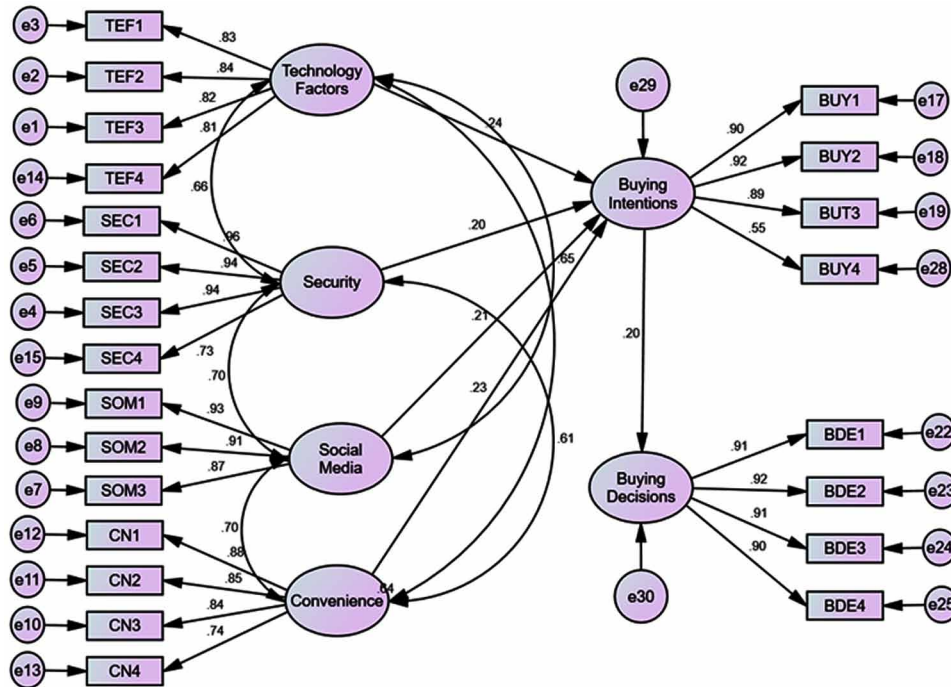 e3
TEF1
.83
e2
TEF2
.84
e1
TEF3
.82
e14
TEF4
.81
Technology
Factors
.66
e6
SEC1
.96
e5
SEC2
.94
e4
SEC3
.94
e15
SEC4
.73
Security
.70
e9
SOM1
.93
e8
SOM2
.91
e7
SOM3
.87
Social
Media
.70
e12
CN1
.88
e11
CN2
.85
e10
CN3
.84
e13
CN4
.74
Convenience
.64
.24
.20
.65
.21
.23
.61
e29
Buying
Intentions
.90
BUY1
e17
.92
BUY2
e18
.89
BUT3
e19
.55
BUY4
e28
.20
Buying
Decisions
e30
.91
BDE1
e22
.92
BDE2
e23
.91
BDE3
e24
.90
BDE4
e25